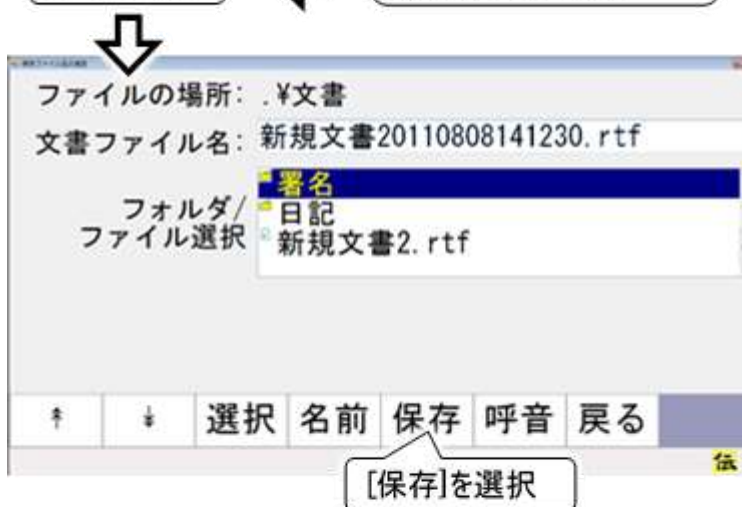 ファイルの場所: .¥文書
文書ファイル名: 新規文書20110808141230.rtf
署名
フォルダ/
日記
ファイル選択
新規文書2.rtf
選択 名前 保存 呼音 戻る
伝
[保存]を選択